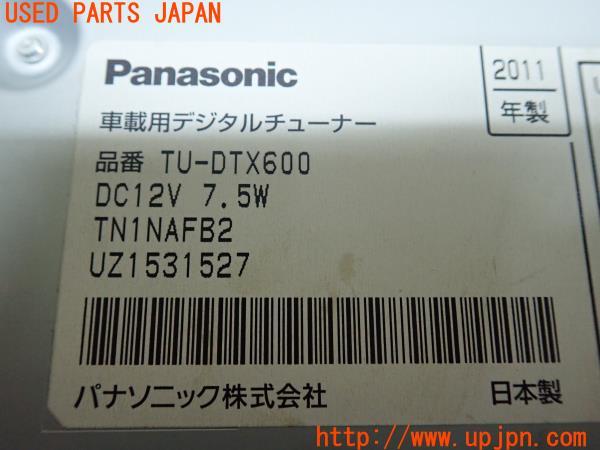 USED PARTS JAPAN
Panasonic
2011
年製
車載用デジタルチューナー
品番 TU-DTX600
DC12V 7.5W
TN1NAFB2
UZ1531527
パナソニック株式会社
日本製
http://www.upjpn.com